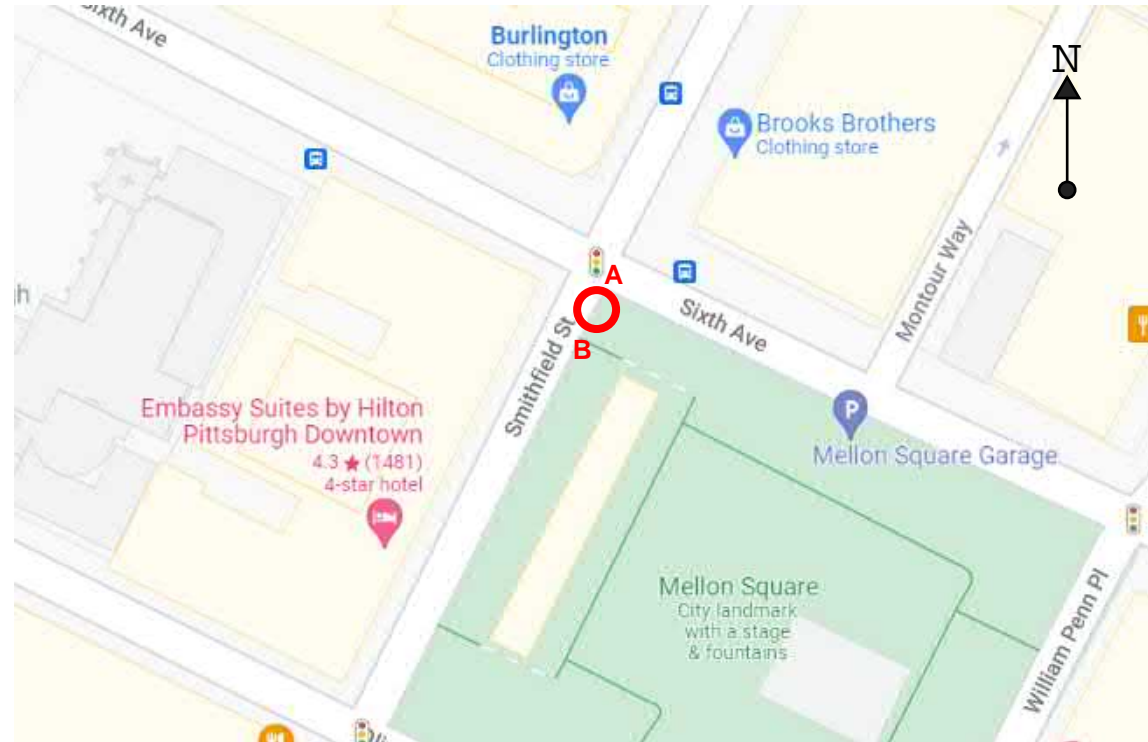 Sixth Ave
Burlington
Clothing store
N
Brooks Brothers
Clothing store
Montour Way
A
Sixth Ave
B
Smithfield St
Embassy Suites by Hilton
Pittsburgh Downtown
4.3 ★ (1481)
4-star hotel
P
Mellon Square Garage
Mellon Square
City landmark
with a stage
& fountains
William Penn Pl